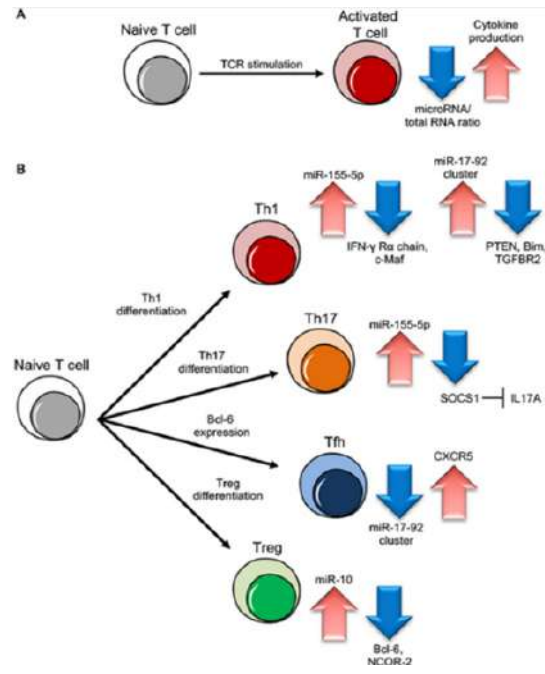 A
Naive T cell
TCR stimulation
Activated
T cell
microRNA/
total RNA ratio
Cytokine
production
B
Naive T cell
Th1
differentiation
Th17
differentiation
Bcl-6
expression
Treg
differentiation
Th1
miR-155-5p
IFN-γ Rα chain,
c-Maf
miR-17-92
cluster
PTEN, Bim,
TGFBR2
Th17
miR-155-5p
SOCS1
IL17A
Tfh
miR-17-92
cluster
CXCR5
Treg
miR-10
Bcl-6,
NCOR-2